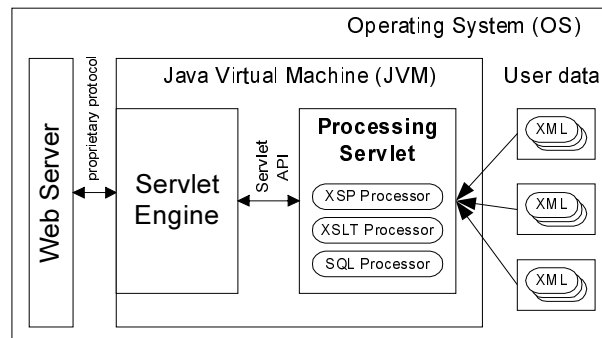 Operating System (OS)
Java Virtual Machine (JVM)
User data
Web Server
proprietary protocol
Servlet
Engine
Servlet
API
Processing
Servlet
XSP Processor
XSLT Processor
SQL Processor
XML
XML
XML